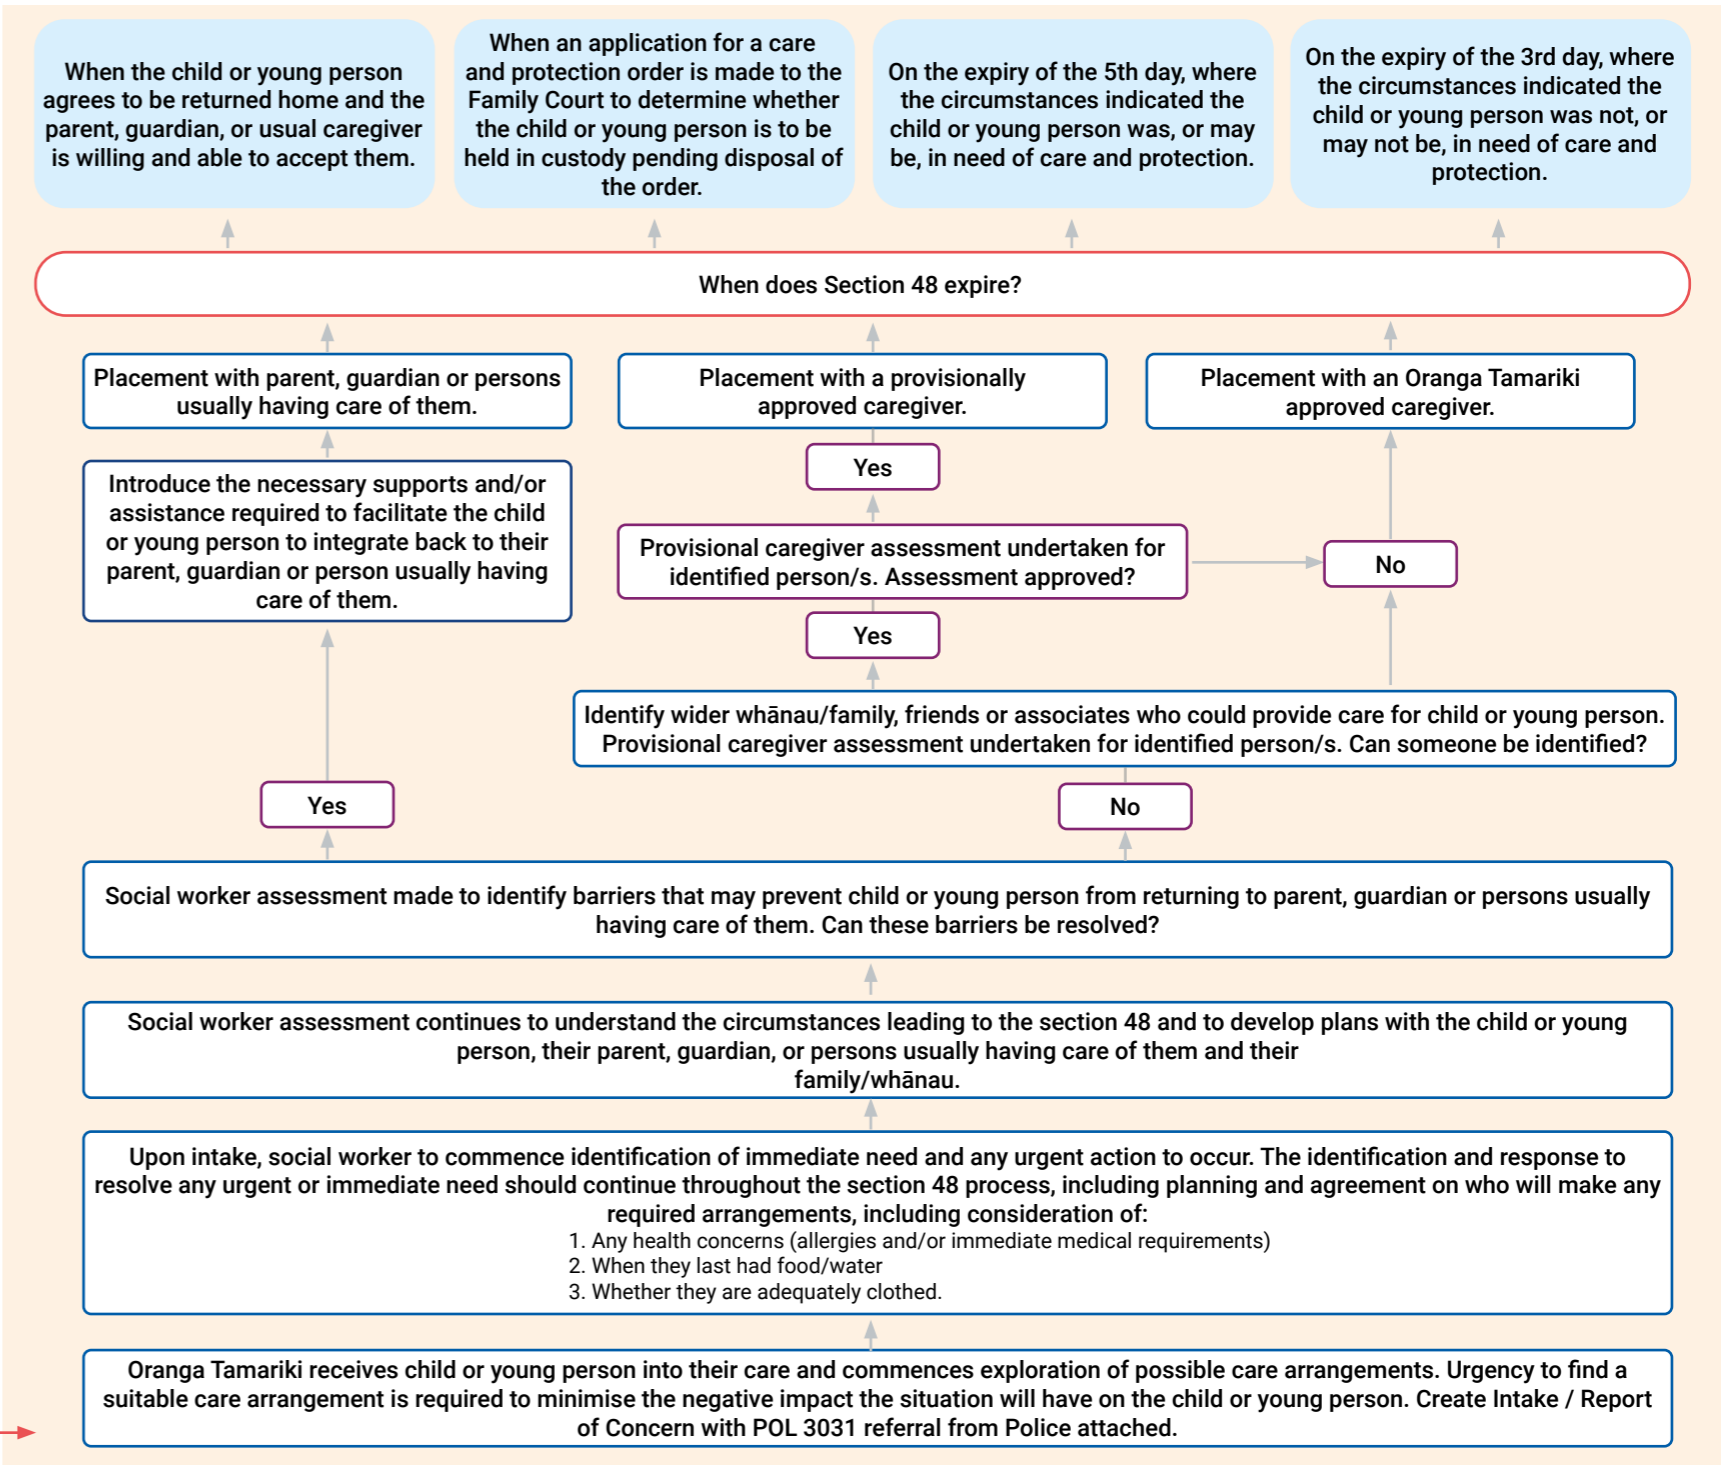 When the child or young person
agrees to be returned home and the
parent, guardian, or usual caregiver
is willing and able to accept them.
When an application for a care
and protection order is made to the
Family Court to determine whether
the child or young person is to be
held in custody pending disposal of
the order.
On the expiry of the 5th day, where
the circumstances indicated the
child or young person was, or may
be, in need of care and protection.
On the expiry of the 3rd day, where
the circumstances indicated the
child or young person was not, or
may not be, in need of care and
protection.
When does Section 48 expire?
Placement with parent, guardian or persons
usually having care of them.
Placement with a provisionally
approved caregiver.
Placement with an Oranga Tamariki
approved caregiver.
Yes
Introduce the necessary supports and/or
assistance required to facilitate the child
or young person to integrate back to their
parent, guardian or person usually having
care of them.
Provisional caregiver assessment undertaken for
identified person/s. Assessment approved?
No
Yes
Identify wider whānau/family, friends or associates who could provide care for child or young person.
Provisional caregiver assessment undertaken for identified person/s. Can someone be identified?
Yes
No
Social worker assessment made to identify barriers that may prevent child or young person from returning to parent, guardian or persons usually
having care of them. Can these barriers be resolved?
Social worker assessment continues to understand the circumstances leading to the section 48 and to develop plans with the child or young
person, their parent, guardian, or persons usually having care of them and their
family/whānau.
Upon intake, social worker to commence identification of immediate need and any urgent action to occur. The identification and response to
resolve any urgent or immediate need should continue throughout the section 48 process, including planning and agreement on who will make any
required arrangements, including consideration of:
1. Any health concerns (allergies and/or immediate medical requirements)
2. When they last had food/water
3. Whether they are adequately clothed.
Oranga Tamariki receives child or young person into their care and commences exploration of possible care arrangements. Urgency to find a
suitable care arrangement is required to minimise the negative impact the situation will have on the child or young person. Create Intake / Report
of Concern with POL 3031 referral from Police attached.